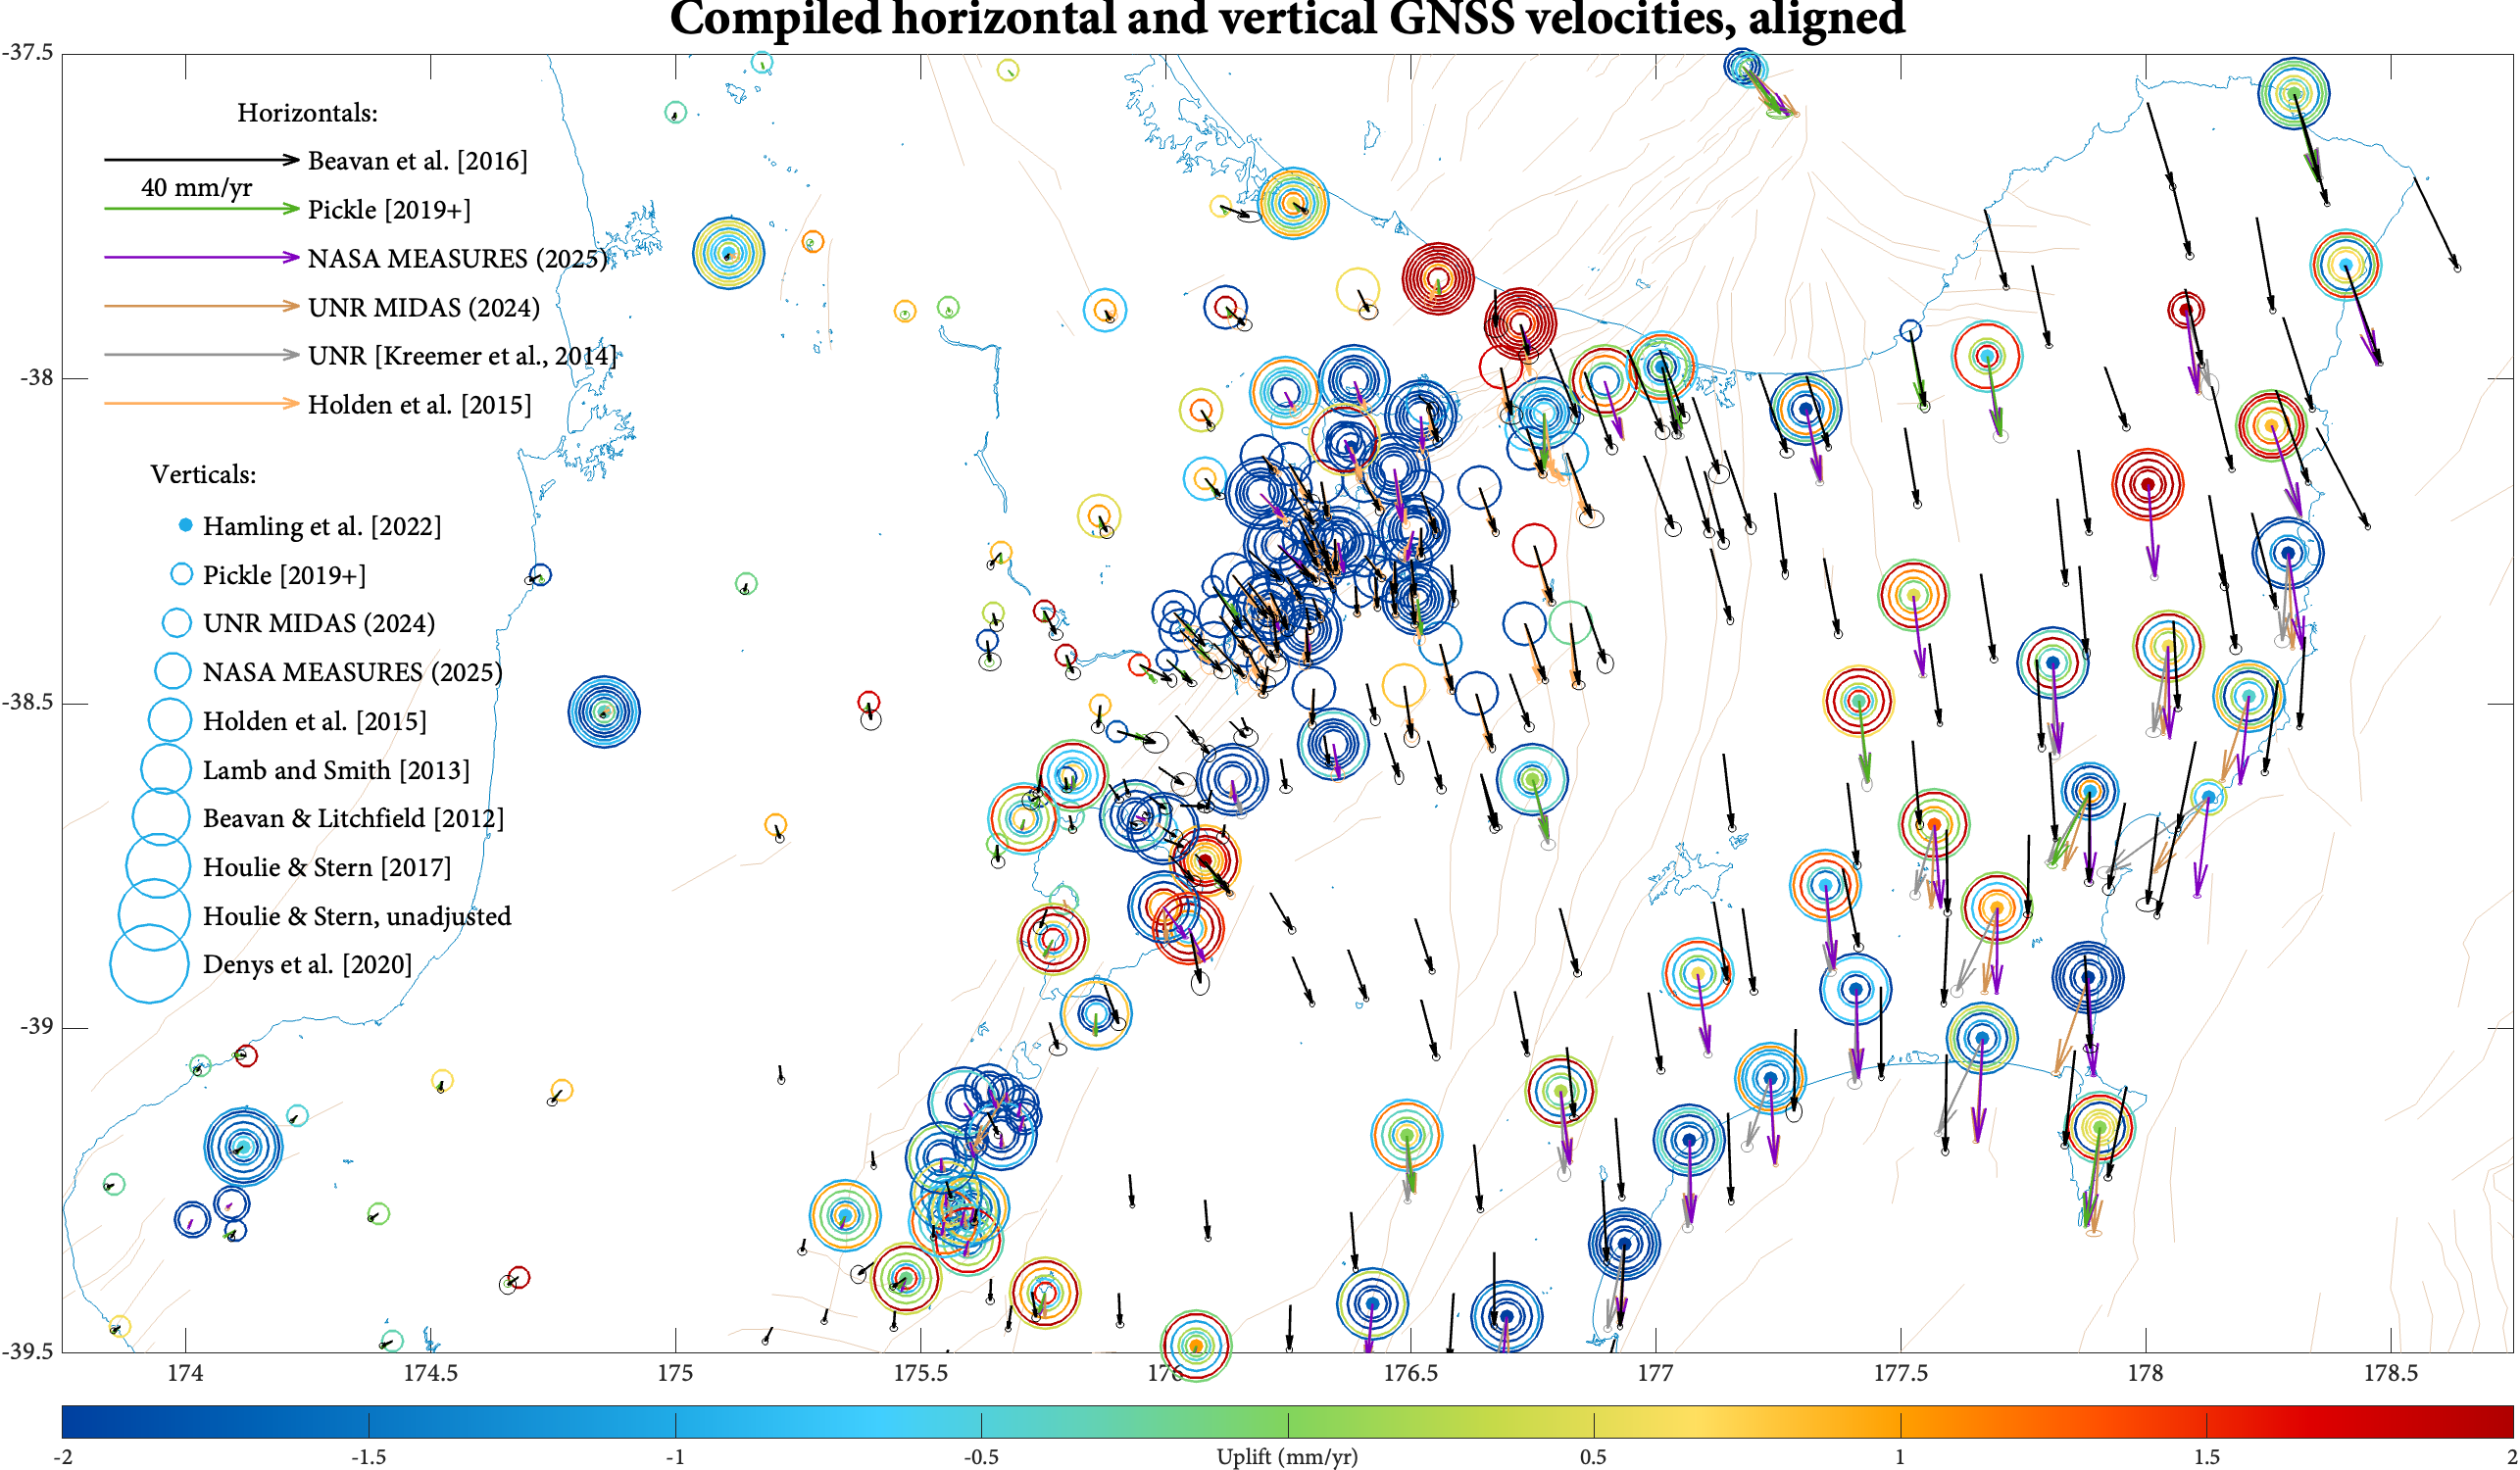 Compiled horizontal and vertical GNSS velocities, aligned
-37.5
-38
-38.5
-39
-39.5
Horizontals:
Beavan et al. [2016]
40 mm/yr
Pickle [2019+]
NASA MEASURES (2025)
UNR MIDAS (2024)
UNR [Kreemer et al., 2014]
Holden et al. [2015]
Verticals:
Hamling et al. [2022]
Pickle [2019+]
UNR MIDAS (2024)
NASA MEASURES (2025)
Holden et al. [2015]
Lamb and Smith [2013]
Beavan & Litchfield [2012]
Houlie & Stern [2017]
Houlie & Stern, unadjusted
Denys et al. [2020]
174 174.5 175 175.5 176 176.5 177 177.5 178 178.5
-2 -1.5 -1 -0.5 Uplift (mm/yr) 0.5 1 1.5 2